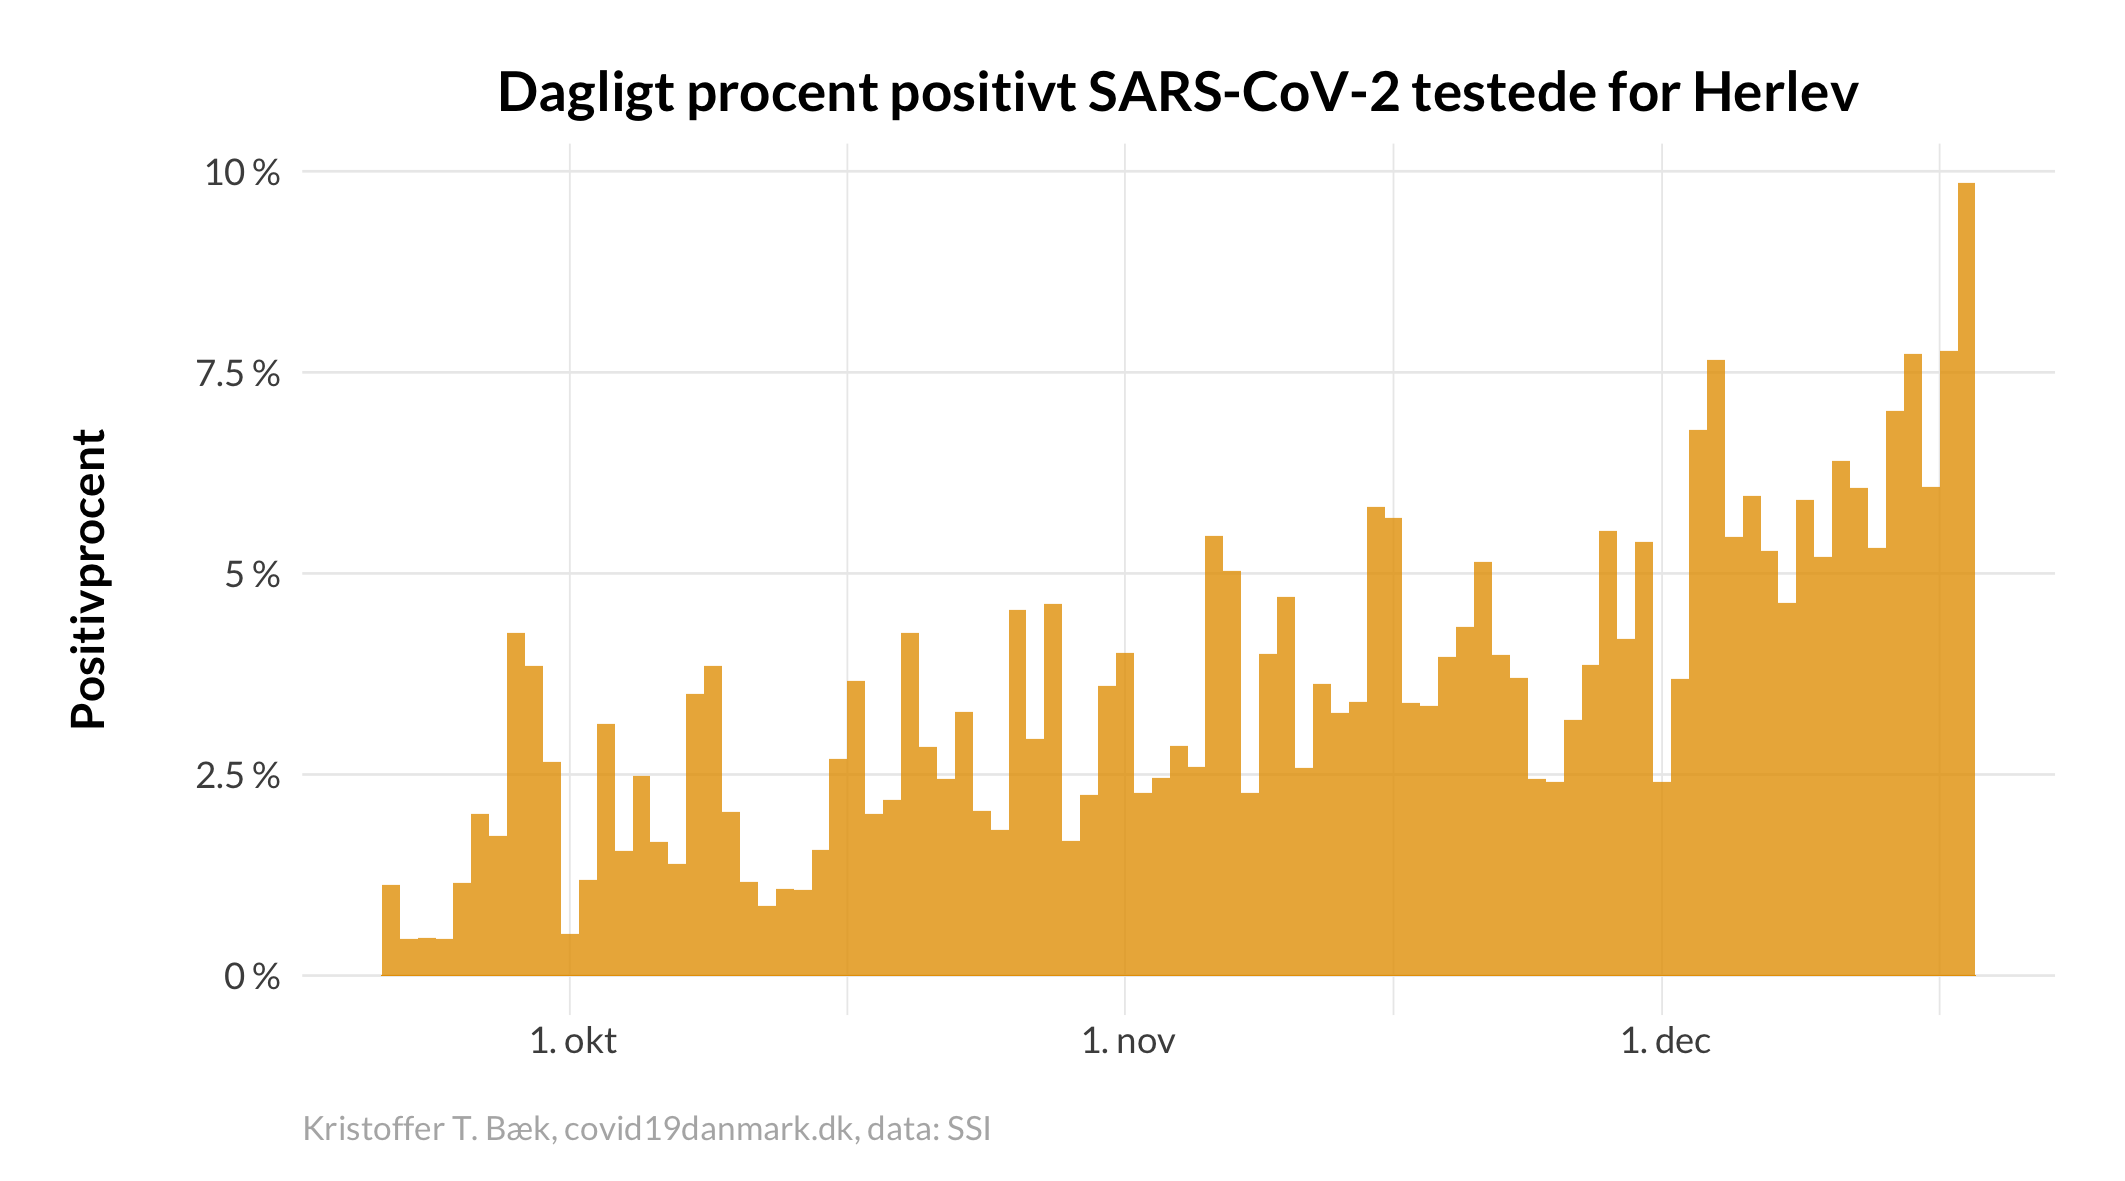 Dagligt procent positivt SARS-CoV-2 testede for Herlev
Positivprocent
10 %
7.5 %
5 %
2.5 %
0 %
1. okt
1. nov
1. dec
Kristoffer T. Bæk, covid19danmark.dk, data: SSI